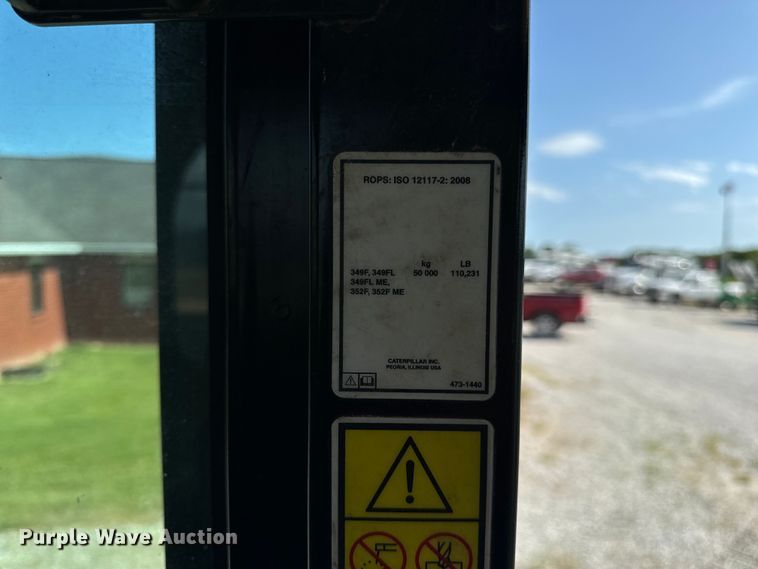 ROPS: ISO 12117-2: 2008
kg LB
349F, 349FL 50 000 110,231
349FL ME,
352F, 352F ME
CATERPILLAR INC.
PEORIA, ILLINOIS USA
473-1440
Purple Wave Auction®